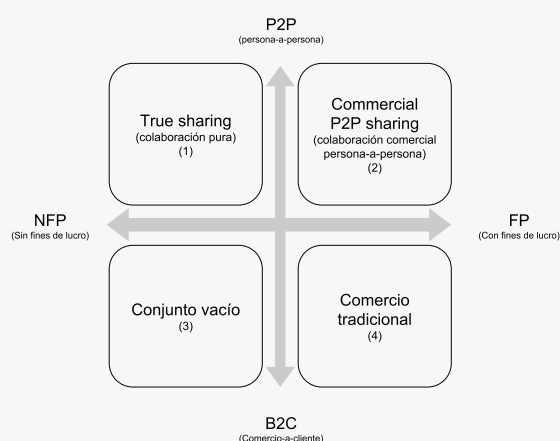 P2P
(persona-a-persona)
True sharing
(colaboración pura)
(1)
Commercial
P2P sharing
(colaboración comercial
persona-a-persona)
(2)
NFP
(Sin fines de lucro)
FP
(Con fines de lucro)
Conjunto vacío
(3)
Comercio
tradicional
(4)
B2C
(Comercio-a-cliente)